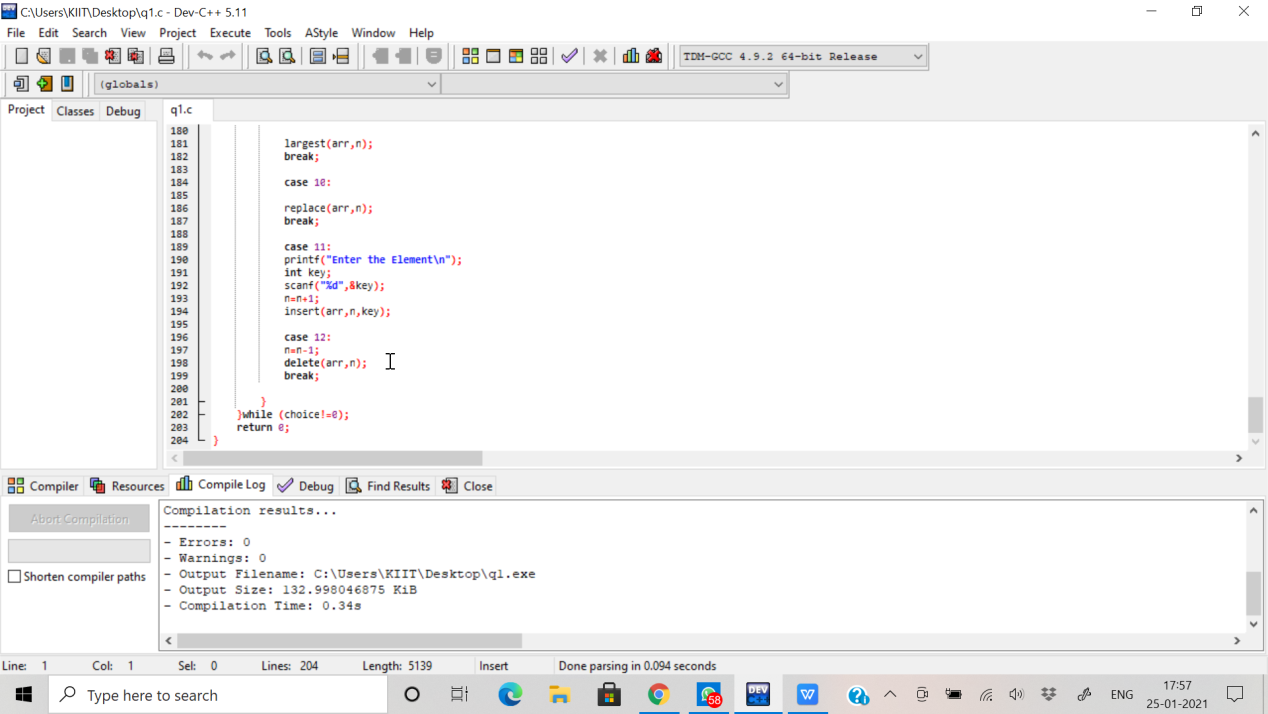 C:\Users\KIIT\Desktop\q1.c - Dev-C++ 5.11
File Edit Search View Project Execute Tools AStyle Window Help
TDM-GCC 4.9.2 64-bit Release
(globals)
Project Classes Debug q1.c
180
181 largest(arr,n);
182 break;
183
184 case 10:
185
186 replace(arr,n);
187 break;
188
189 case 11:
190 printf("Enter the Element\n");
191 int key;
192 scanf("%d",&key);
193 n=n+1;
194 insert(arr,n,key);
195
196 case 12:
197 n=n-1;
198 delete(arr,n);
199 break;
200
201 }
202 }while (choice!=0);
203 return 0;
204 }
Compiler Resources Compile Log Debug Find Results Close
Abort Compilation
Shorten compiler paths
Compilation results...
--------
- Errors: 0
- Warnings: 0
- Output Filename: C:\Users\KIIT\Desktop\q1.exe
- Output Size: 132.998046875 KiB
- Compilation Time: 0.34s
Line: 1 Col: 1 Sel: 0 Lines: 204 Length: 5139 Insert Done parsing in 0.094 seconds
Type here to search
58
DEV
ENG
17:57
25-01-2021